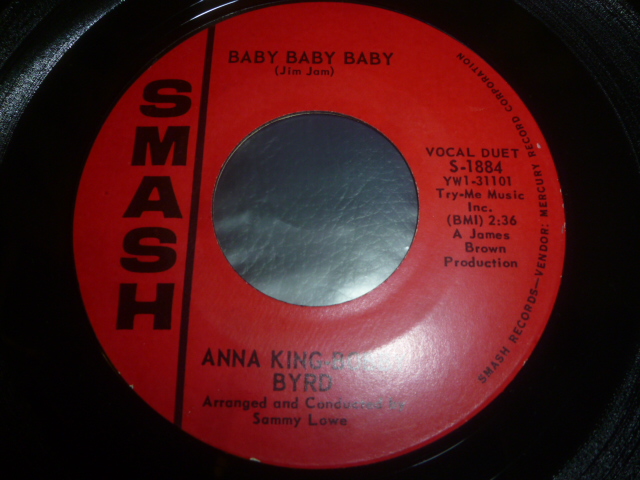 BABY BABY BABY
(Jim Jam)
SMASH
VOCAL DUET
S-1884
YW1-31101
Try-Me Music
Inc.
(BMI) 2:36
A James
Brown
Production
SMASH RECORDS—VENDOR: MERCURY RECORD CORPORATION
ANNA KING-
BYRD
Arranged and Conducted by
Sammy Lowe